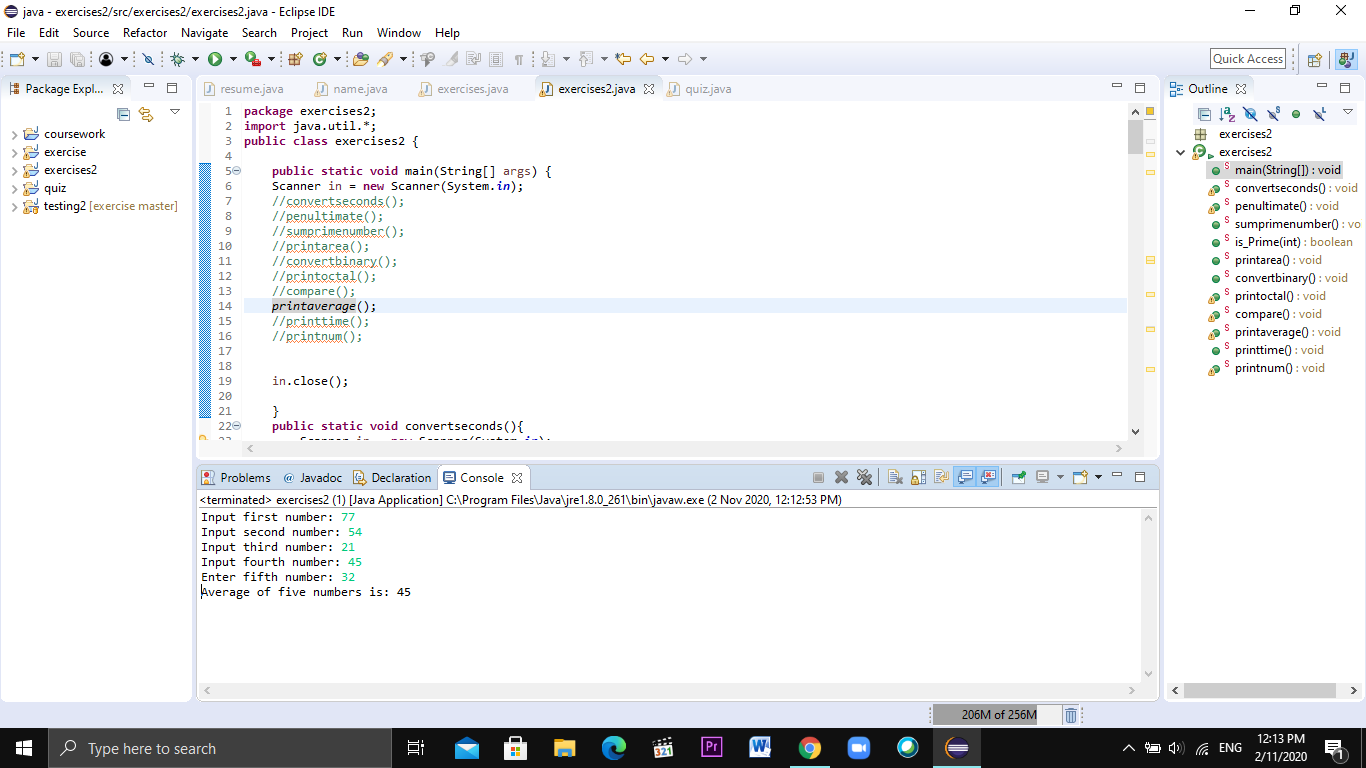 java - exercises2/src/exercises2/exercises2.java - Eclipse IDE
File Edit Source Refactor Navigate Search Project Run Window Help
Quick Access
Package Expl...
resume.java name.java exercises.java exercises2.java quiz.java
Outline
coursework
exercise
exercises2
quiz
testing2 [exercise master]
1 package exercises2;
2 import java.util.*;
3 public class exercises2 {
4
5 public static void main(String[] args) {
6 Scanner in = new Scanner(System.in);
7 //convertseconds();
8 //penultimate();
9 //sumprimenumber();
10 //printarea();
11 //convertbinary();
12 //printoctal();
13 //compare();
14 printaverage();
15 //printtime();
16 //printnum();
17
18
19 in.close();
20
21 }
22 public static void convertseconds(){
exercises2
exercises2
main(String[]) : void
convertseconds() : void
penultimate() : void
sumprimenumber() : vo
is_Prime(int) : boolean
printarea() : void
convertbinary() : void
printoctal() : void
compare() : void
printaverage() : void
printtime() : void
printnum() : void
Problems @ Javadoc Declaration Console
<terminated> exercises2 (1) [Java Application] C:\Program Files\Java\jre1.8.0_261\bin\javaw.exe (2 Nov 2020, 12:12:53 PM)
Input first number: 77
Input second number: 54
Input third number: 21
Input fourth number: 45
Enter fifth number: 32
Average of five numbers is: 45
206M of 256M
Type here to search
321
Pr
W
ENG
12:13 PM
2/11/2020
1